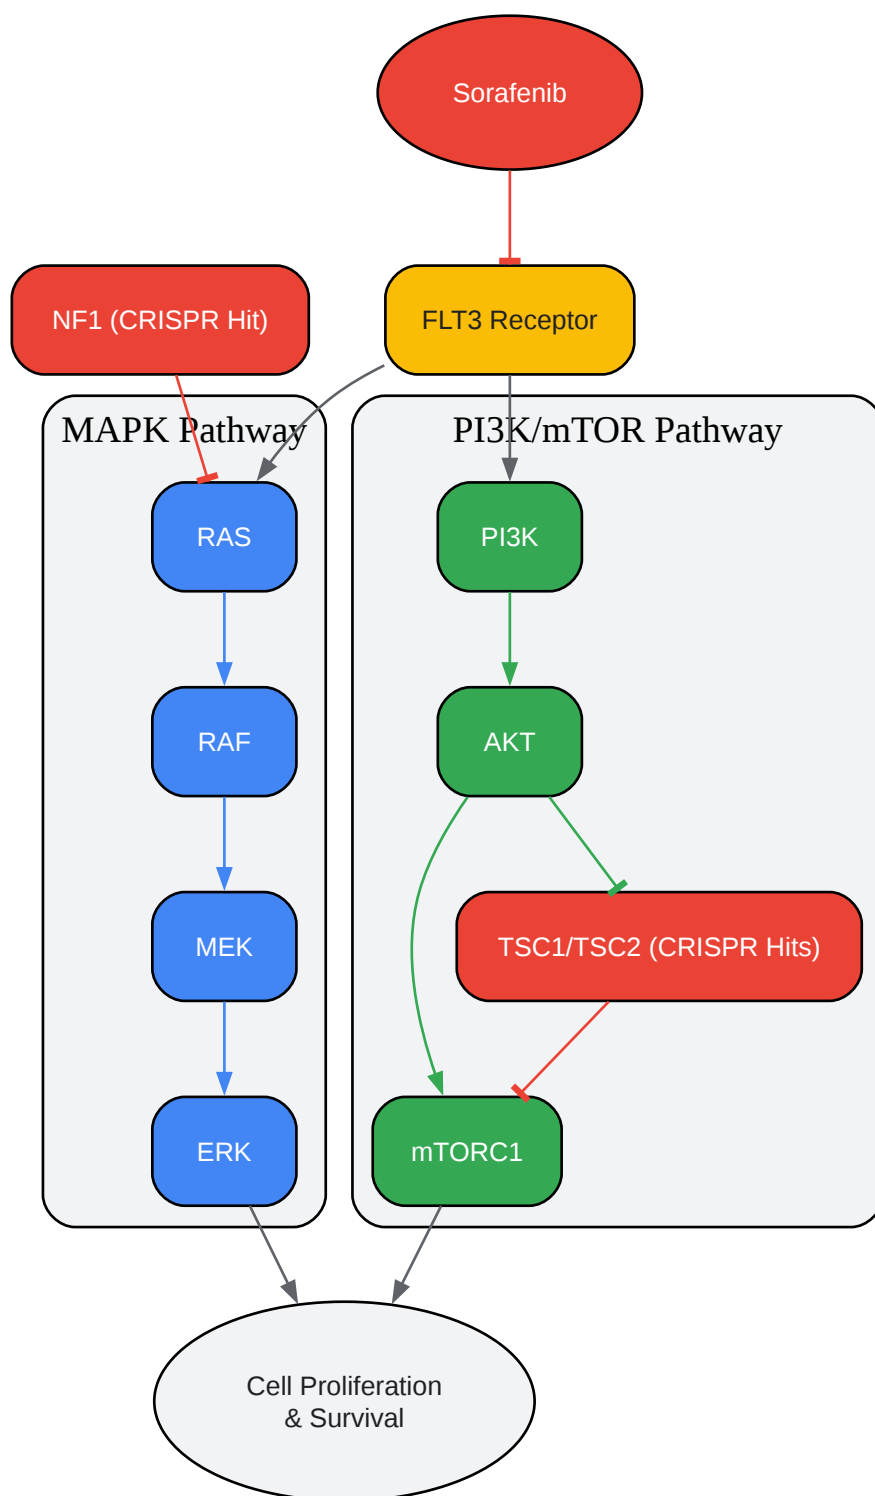 Sorafenib
NF1 (CRISPR Hit)
FLT3 Receptor
MAPK Pathway
PI3K/mTOR Pathway
RAS
PI3K
RAF
AKT
MEK
TSC1/TSC2 (CRISPR Hits)
ERK
mTORC1
Cell Proliferation
& Survival